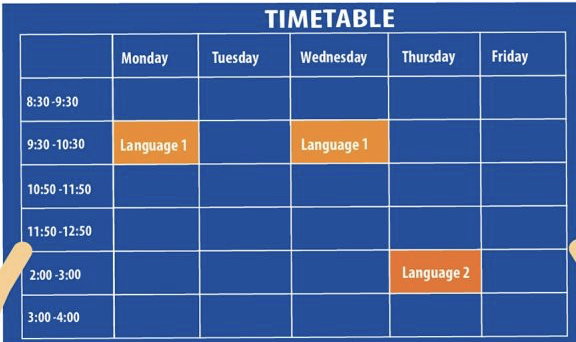 TIMETABLE
Monday Tuesday Wednesday Thursday Friday
8:30 -9:30
9:30 -10:30 Language 1 Language 1
10:50 -11:50
11:50 -12:50
2:00 -3:00 Language 2
3:00 -4:00